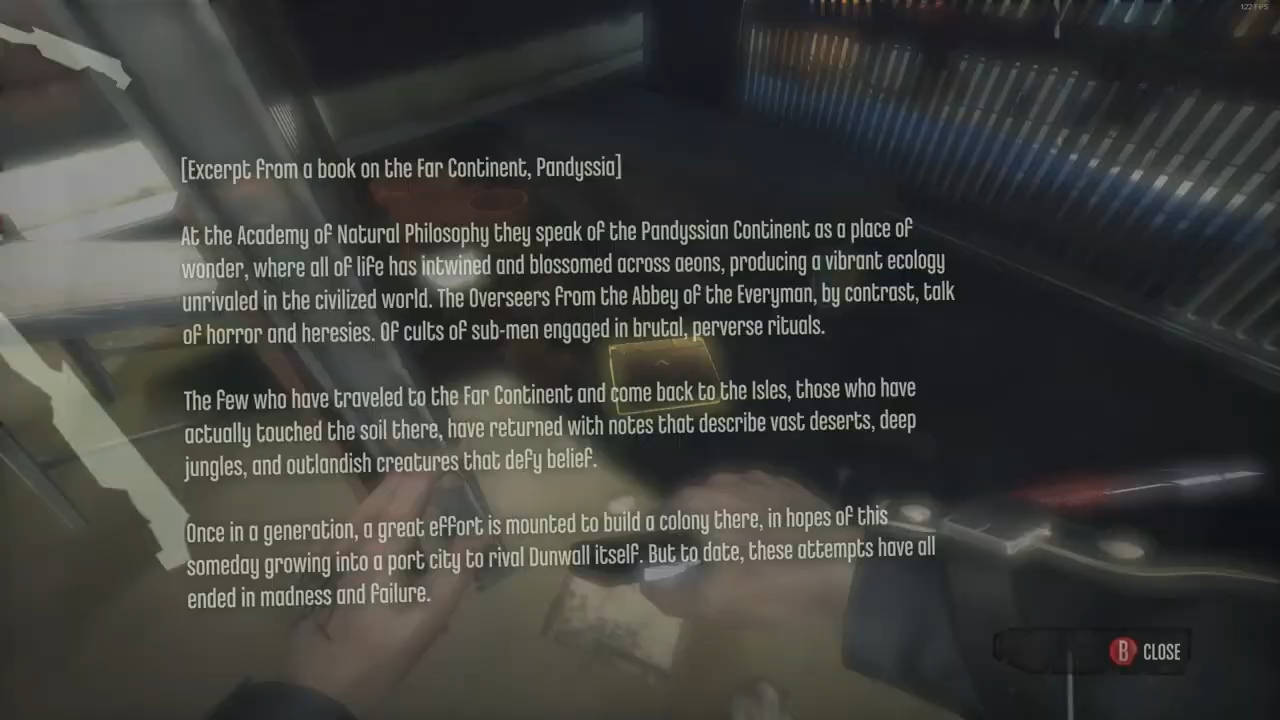 122 FPS
[Excerpt from a book on the Far Continent, Pandyssia]
At the Academy of Natural Philosophy they speak of the Pandyssian Continent as a place of
wonder, where all of life has intwined and blossomed across aeons, producing a vibrant ecology
unrivaled in the civilized world. The Overseers from the Abbey of the Everyman, by contrast, talk
of horror and heresies. Of cults of sub-men engaged in brutal, perverse rituals.
The few who have traveled to the Far Continent and come back to the Isles, those who have
actually touched the soil there, have returned with notes that describe vast deserts, deep
jungles, and outlandish creatures that defy belief.
Once in a generation, a great effort is mounted to build a colony there, in hopes of this
someday growing into a port city to rival Dunwall itself. But to date, these attempts have all
ended in madness and failure.
B CLOSE